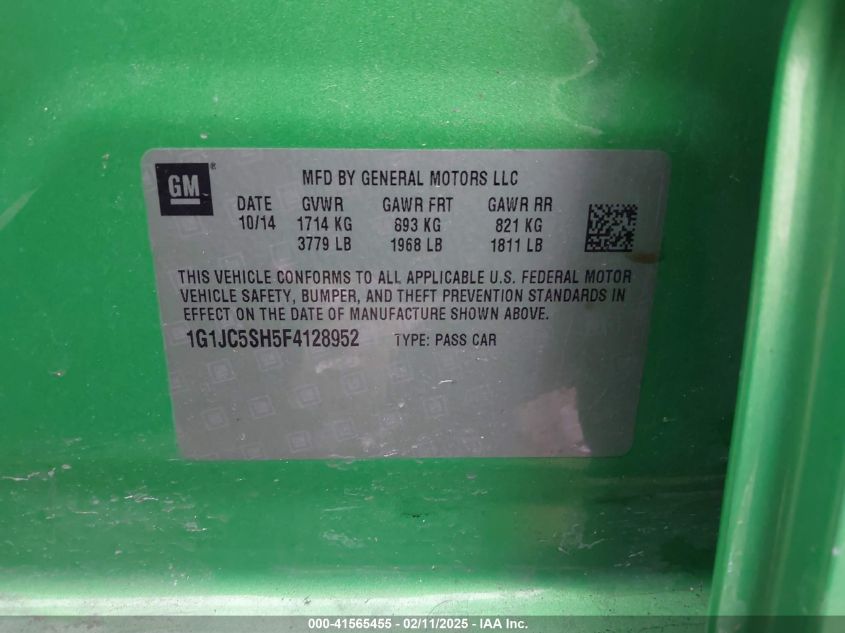 GM®
MFD BY GENERAL MOTORS LLC
DATE GVWR GAWR FRT GAWR RR
10/14 1714 KG 893 KG 821 KG
3779 LB 1968 LB 1811 LB
THIS VEHICLE CONFORMS TO ALL APPLICABLE U.S. FEDERAL MOTOR
VEHICLE SAFETY, BUMPER, AND THEFT PREVENTION STANDARDS IN
EFFECT ON THE DATE OF MANUFACTURE SHOWN ABOVE.
1G1JC5SH5F4128952 TYPE: PASS CAR
000-41565455 - 02/11/2025 - IAA, Inc.